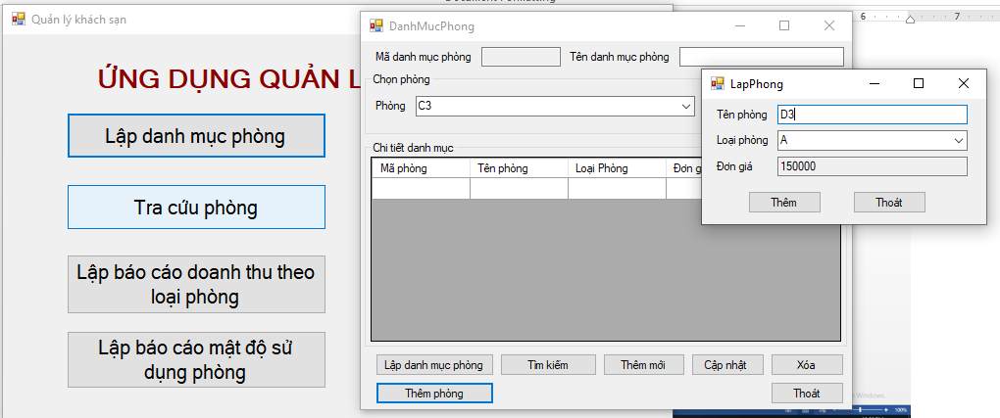 Quản lý khách sạn
ỨNG DỤNG QUẢN L
Lập danh mục phòng
Tra cứu phòng
Lập báo cáo doanh thu theo
loại phòng
Lập báo cáo mật độ sử
dụng phòng
DanhMucPhong
Mã danh mục phòng
Tên danh mục phòng
Chọn phòng
Phòng C3
Chi tiết danh mục
Mã phòng Tên phòng Loại Phòng Đơn g
Lập danh mục phòng Tìm kiếm Thêm mới Cập nhật Xóa
Thêm phòng Thoát
LapPhong
Tên phòng D3
Loại phòng A
Đơn giá 150000
Thêm Thoát
6 7
Windows.
100%